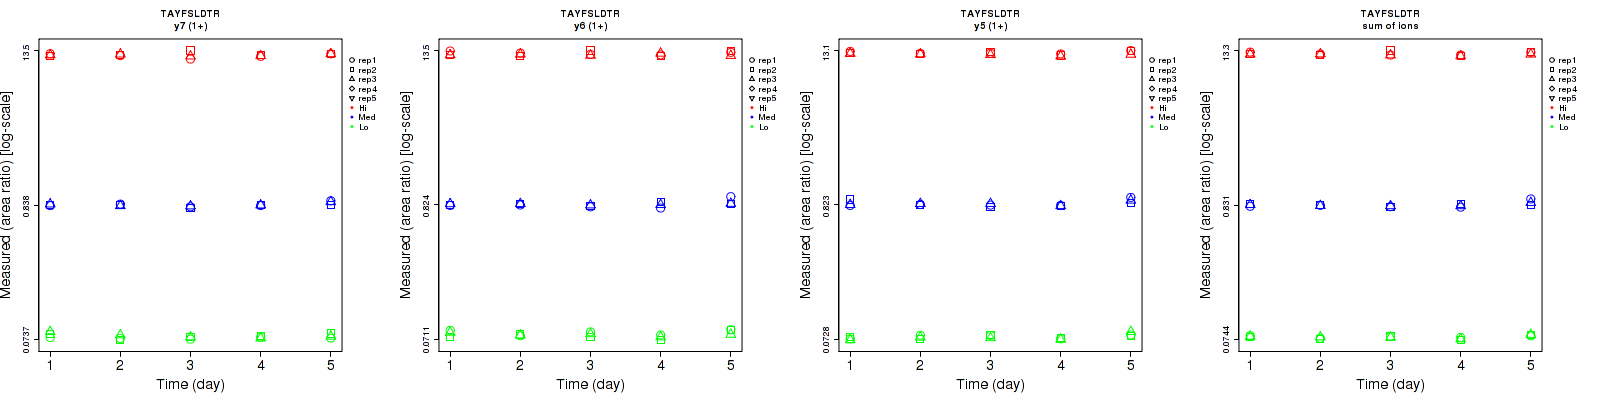 TAYFSLDTR
y7 (1+)
Measured (area ratio) [log-scale]
13.5
0.838
0.0737
1 2 3 4 5
Time (day)
rep1
rep2
rep3
rep4
rep5
Hi
Med
Lo
TAYFSLDTR
y6 (1+)
Measured (area ratio) [log-scale]
13.5
0.824
0.0711
1 2 3 4 5
Time (day)
rep1
rep2
rep3
rep4
rep5
Hi
Med
Lo
TAYFSLDTR
y5 (1+)
Measured (area ratio) [log-scale]
13.1
0.823
0.0728
1 2 3 4 5
Time (day)
rep1
rep2
rep3
rep4
rep5
Hi
Med
Lo
TAYFSLDTR
sum of ions
Measured (area ratio) [log-scale]
13.3
0.831
0.0744
1 2 3 4 5
Time (day)
rep1
rep2
rep3
rep4
rep5
Hi
Med
Lo